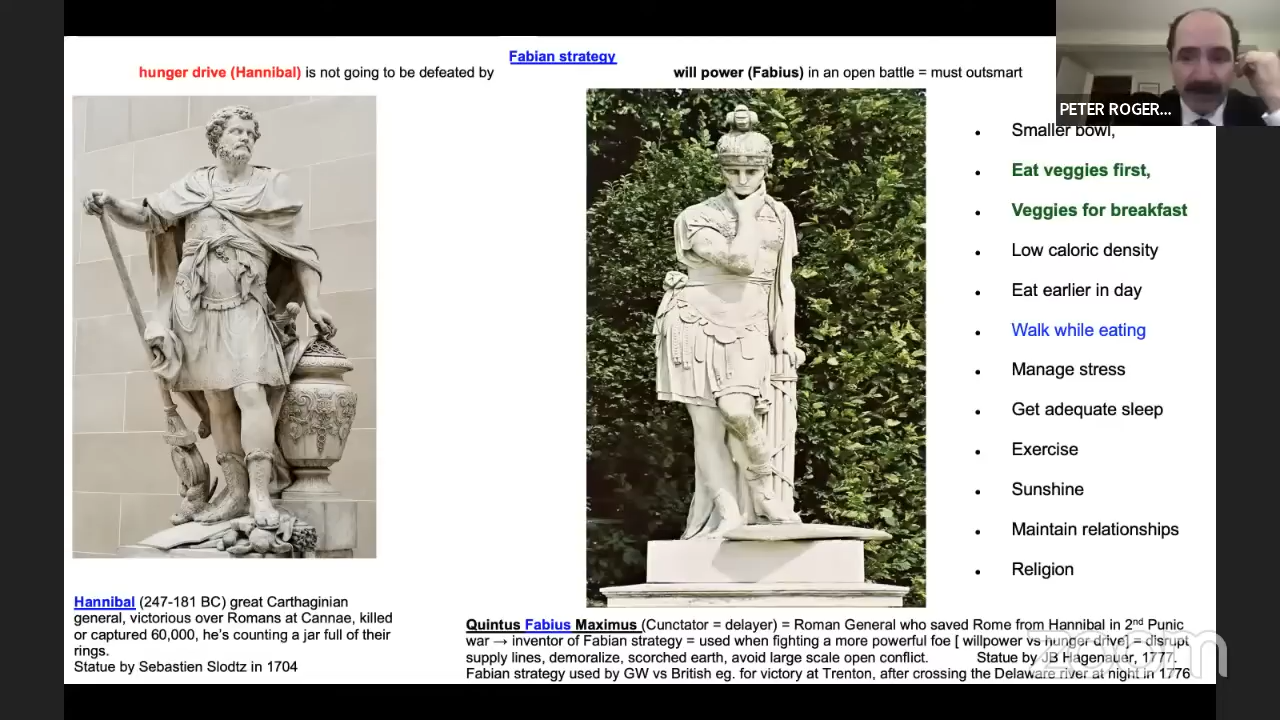 Fabian strategy
hunger drive (Hannibal) is not going to be defeated by
will power (Fabius) in an open battle = must outsmart
PETER ROGER...
• Smaller bowl,
• Eat veggies first,
• Veggies for breakfast
• Low caloric density
• Eat earlier in day
• Walk while eating
• Manage stress
• Get adequate sleep
• Exercise
• Sunshine
• Maintain relationships
• Religion
Hannibal (247-181 BC) great Carthaginian
general, victorious over Romans at Cannae, killed
or captured 60,000, he's counting a jar full of their
rings.
Statue by Sebastien Slodtz in 1704
Quintus Fabius Maximus (Cunctator = delayer) = Roman General who saved Rome from Hannibal in 2nd Punic
war → inventor of Fabian strategy = used when fighting a more powerful foe [ willpower vs hunger drive] = disrupt
supply lines, demoralize, scorched earth, avoid large scale open conflict. Statue by JB Hagenauer, 1777.
Fabian strategy used by GW vs British eg. for victory at Trenton, after crossing the Delaware river at night in 1776
zoom